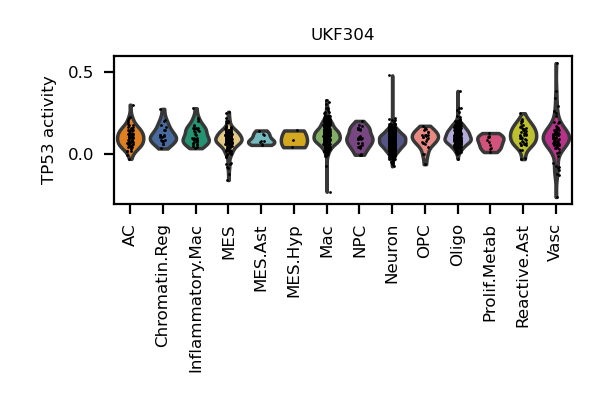 UKF304
TP53 activity
0.5
0.0
AC
Chromatin.Reg
Inflammatory.Mac
MES
MES.Ast
MES.Hyp
Mac
NPC
Neuron
OPC
Oligo
Prolif.Metab
Reactive.Ast
Vasc